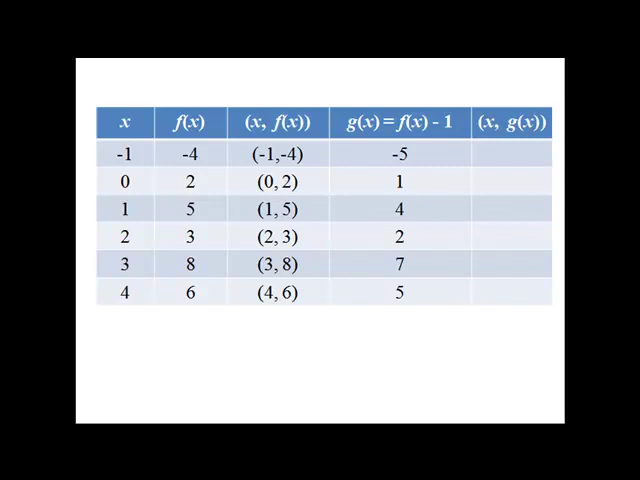 x f(x) (x, f(x)) g(x) = f(x) - 1 (x, g(x))
-1 -4 (-1,-4) -5
0 2 (0, 2) 1
1 5 (1, 5) 4
2 3 (2, 3) 2
3 8 (3, 8) 7
4 6 (4, 6) 5